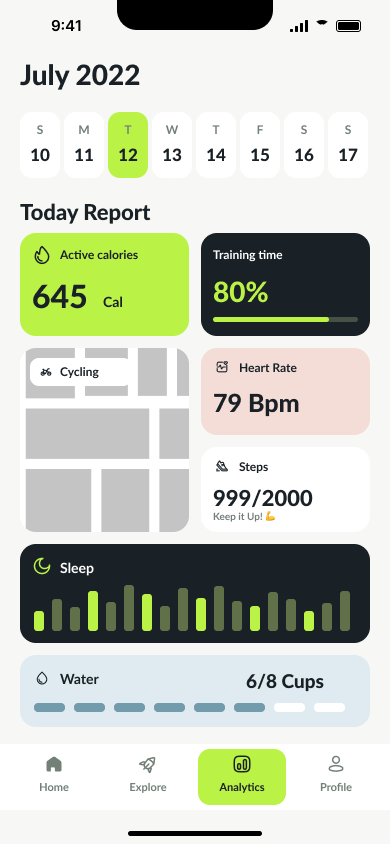 9:41
July 2022
S M T W T F S S
10 11 12 13 14 15 16 17
Today Report
Active calories
645 Cal
Training time
80%
Cycling
Heart Rate
79 Bpm
Steps
999/2000
Keep it Up! 💪
Sleep
Water
6/8 Cups
Home Explore Analytics Profile